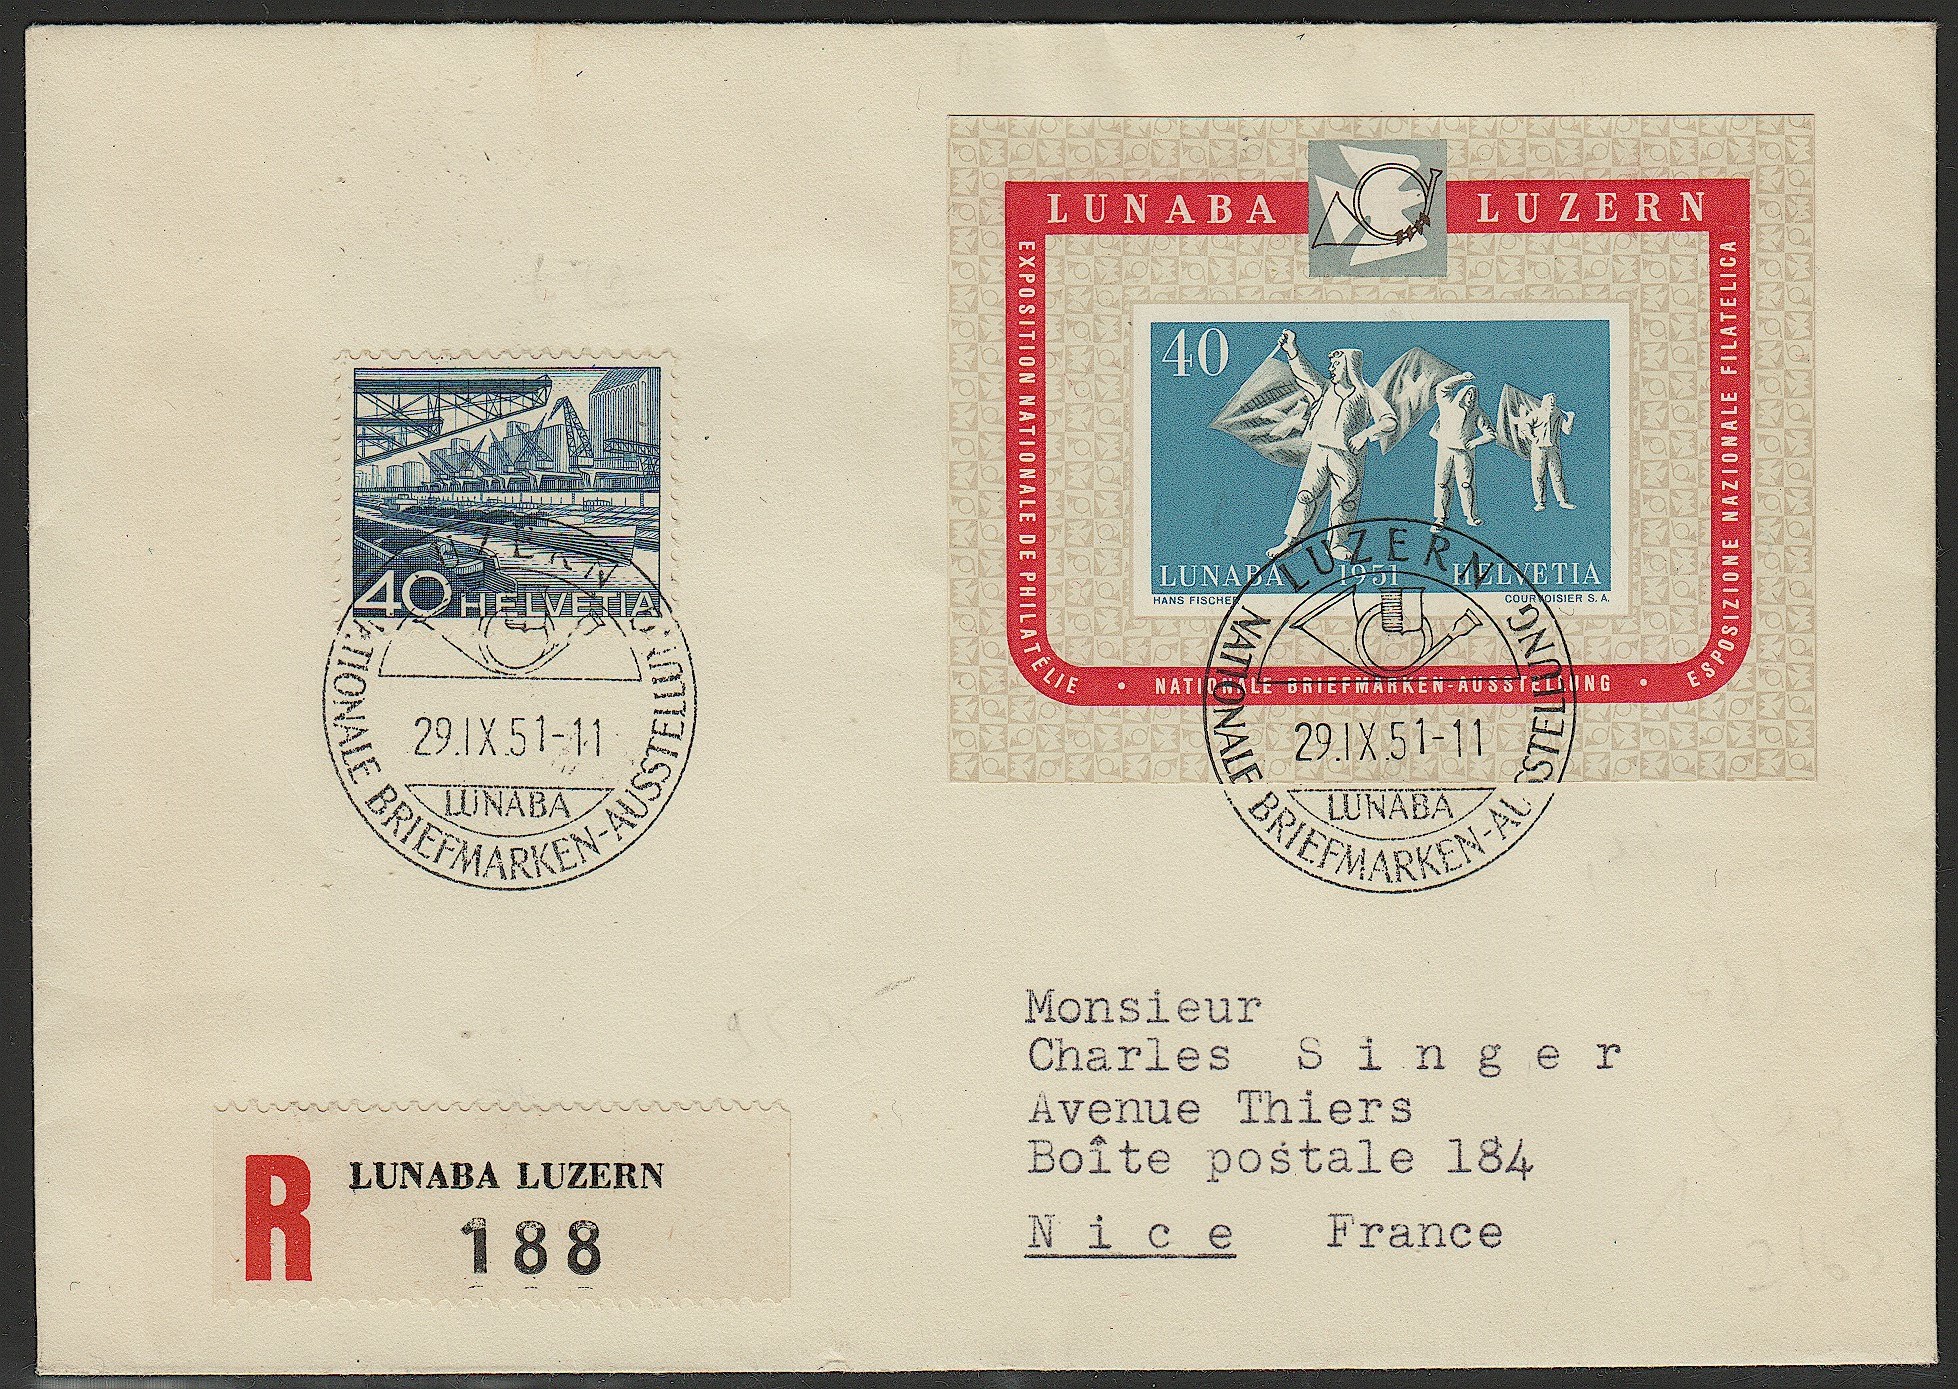 LUNABA LUZERN
EXPOSITION NATIONALE DE PHILATÉLIE • NATIONALE BRIEFMARKEN-AUSSTELLUNG • ESPOSIZIONE NAZIONALE FILATELICA
40
LUNABA 1951 HELVETIA
HANS FISCHER COURVOISIER S.A.
40 HELVETIA
LUZERN
29.IX.51-11
LUNABA
NATIONALE BRIEFMARKEN-AUSSTELLUNG
LUZERN
29.IX.51-11
LUNABA
NATIONALE BRIEFMARKEN-AUSSTELLUNG
Monsieur
Charles Singer
Avenue Thiers
Boîte postale 184
Nice France
R LUNABA LUZERN
188